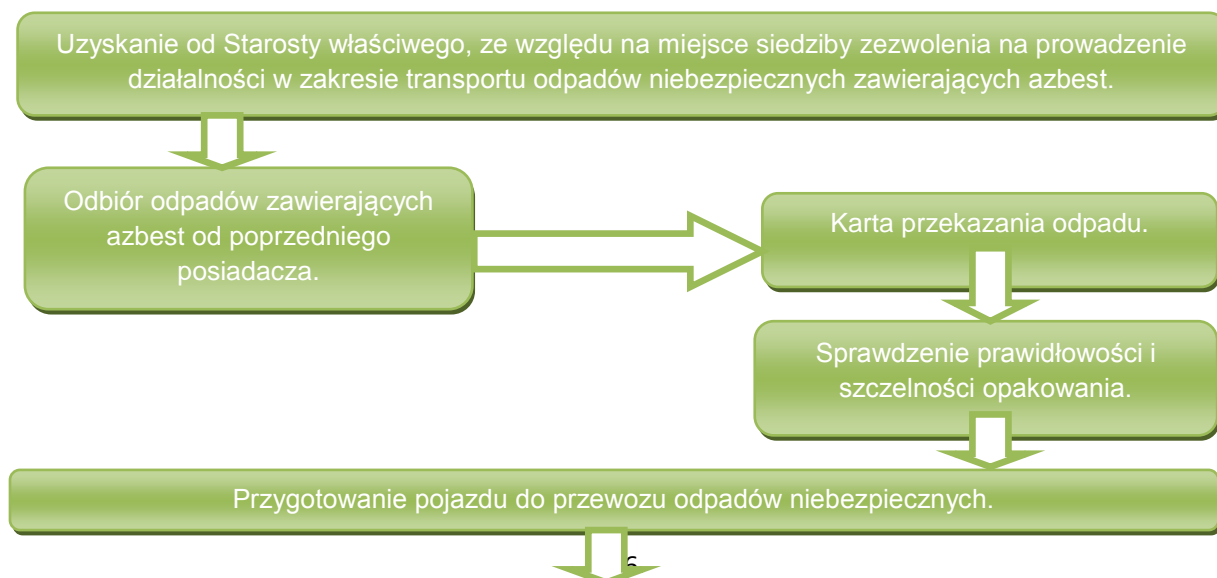 Uzyskanie od Starosty właściwego, ze względu na miejsce siedziby zezwolenia na prowadzenie
działalności w zakresie transportu odpadów niebezpiecznych zawierających azbest.
Odbiór odpadów zawierających
azbest od poprzedniego
posiadacza.
Karta przekazania odpadu.
Sprawdzenie prawidłowości i
szczelności opakowania.
Przygotowanie pojazdu do przewozu odpadów niebezpiecznych.
6